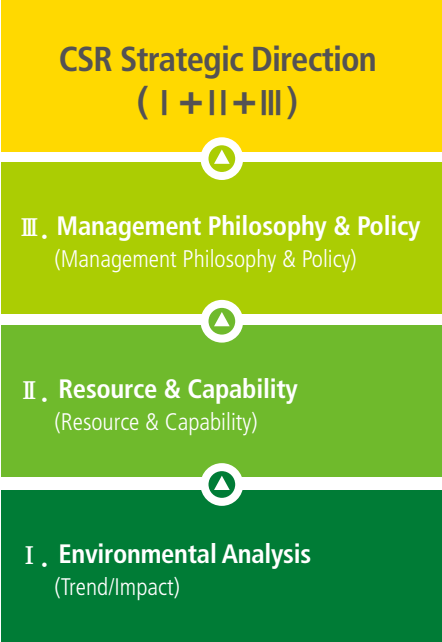 CSR Strategic Direction
( Ⅰ+Ⅱ+Ⅲ )
Ⅲ. Management Philosophy & Policy
(Management Philosophy & Policy)
Ⅱ. Resource & Capability
(Resource & Capability)
Ⅰ. Environmental Analysis
(Trend/Impact)